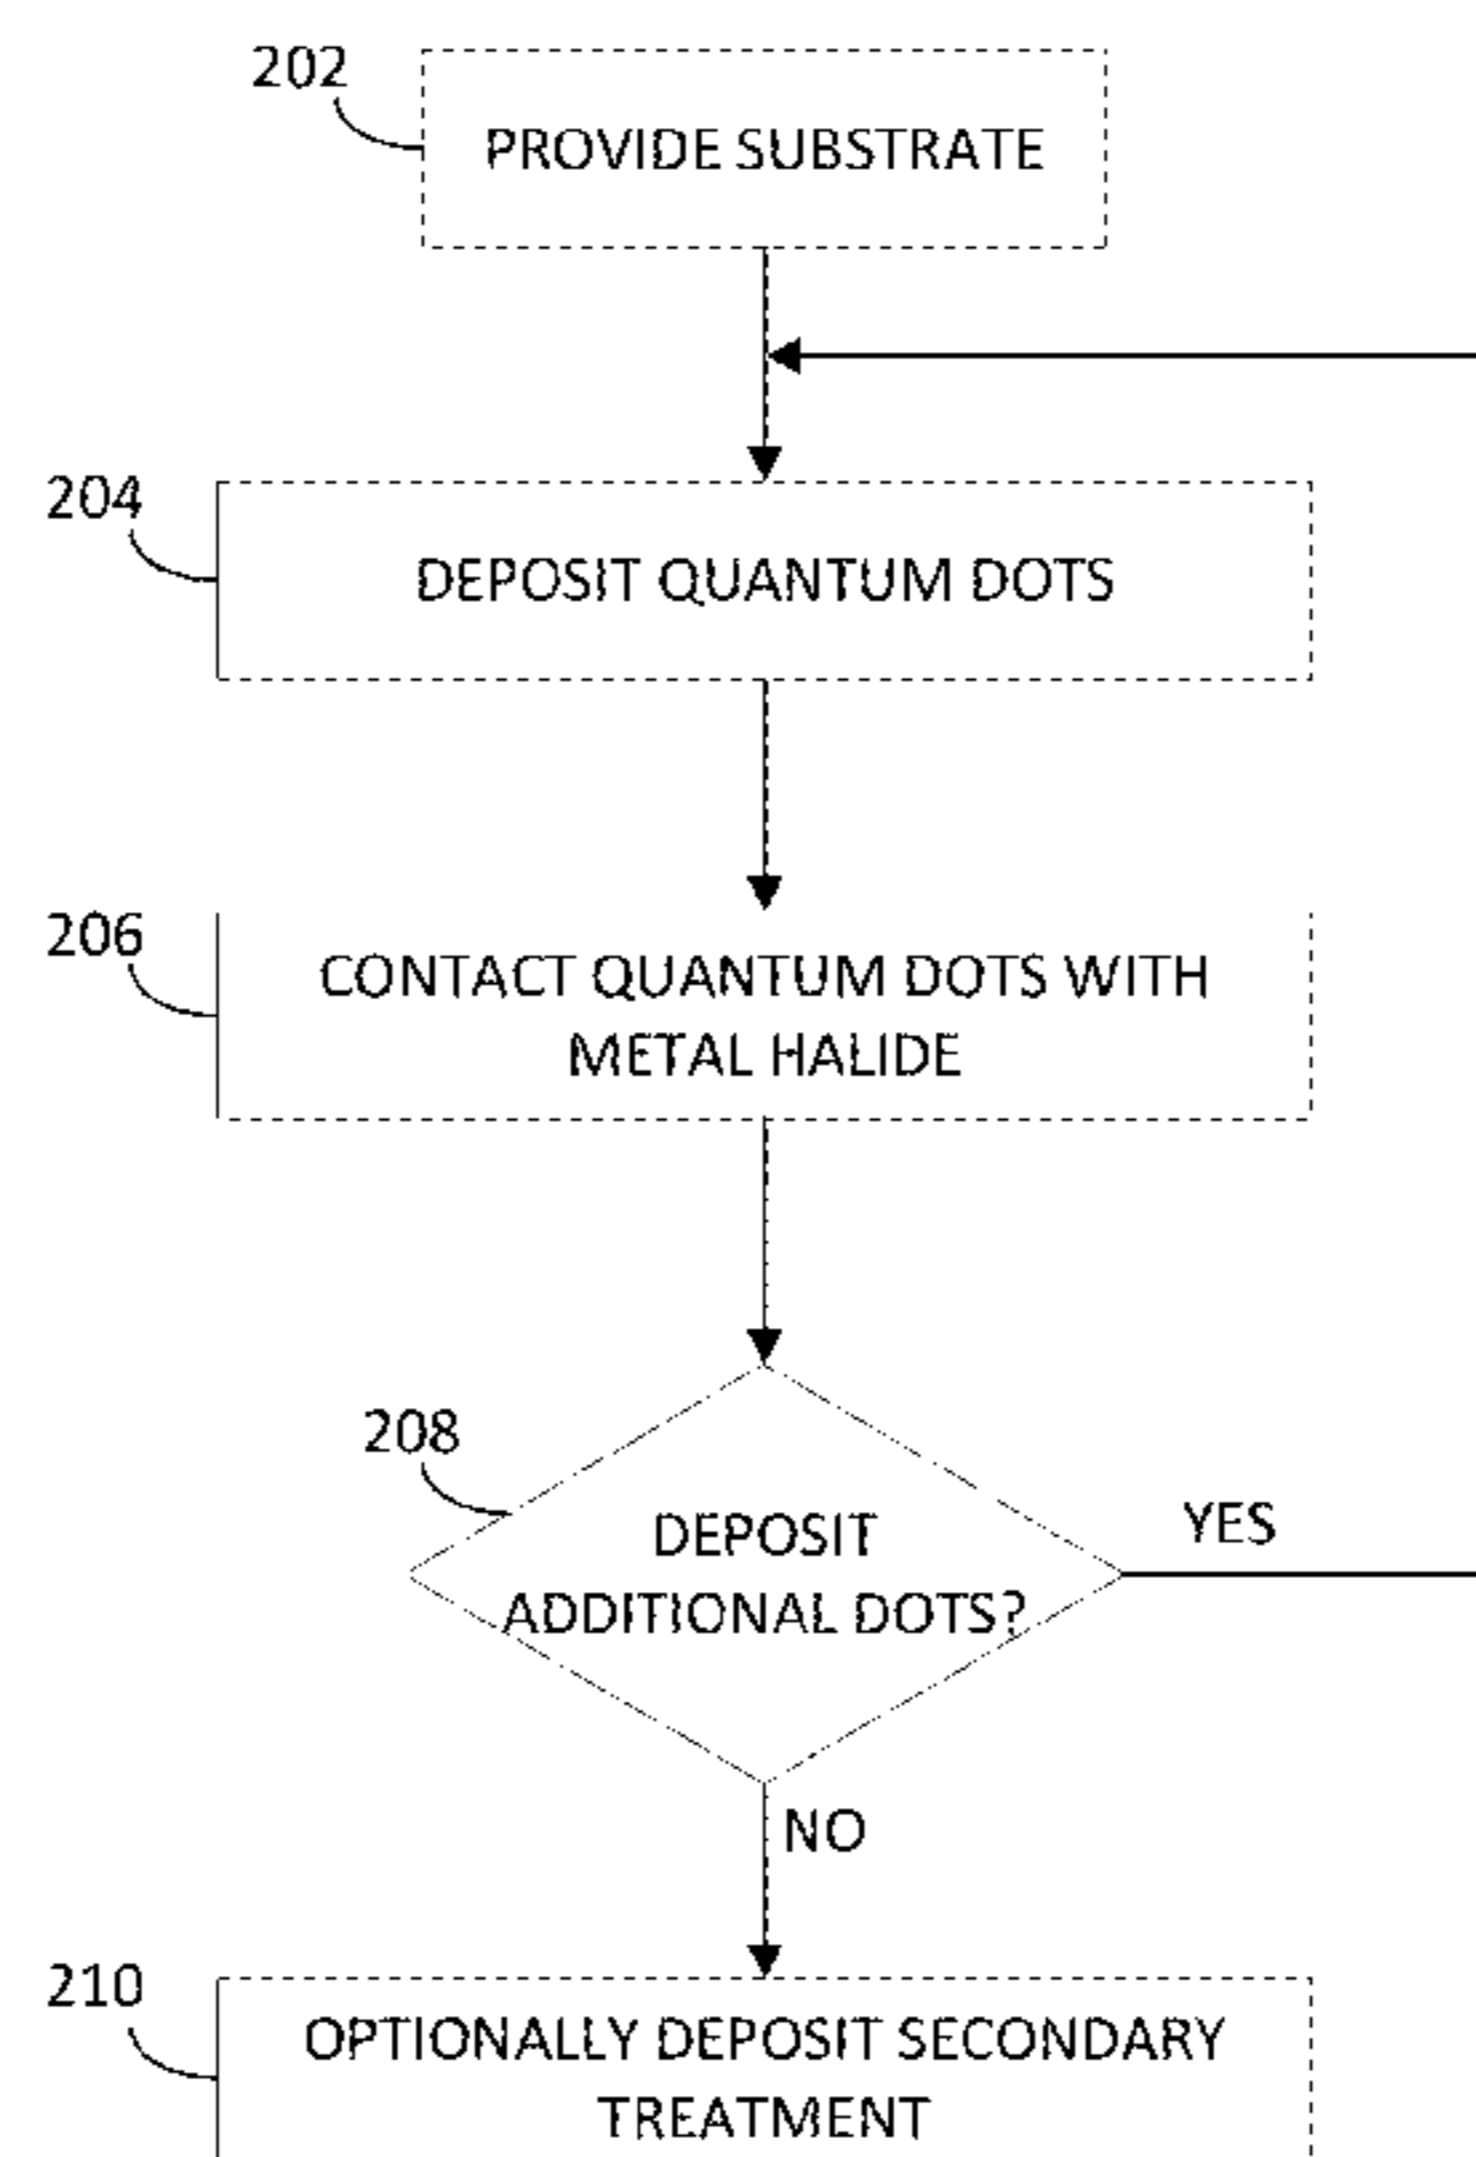 202
PROVIDE SUBSTRATE
204
DEPOSIT QUANTUM DOTS
206
CONTACT QUANTUM DOTS WITH
METAL HALIDE
208
DEPOSIT
ADDITIONAL DOTS?
YES
NO
210
OPTIONALLY DEPOSIT SECONDARY
TREATMENT